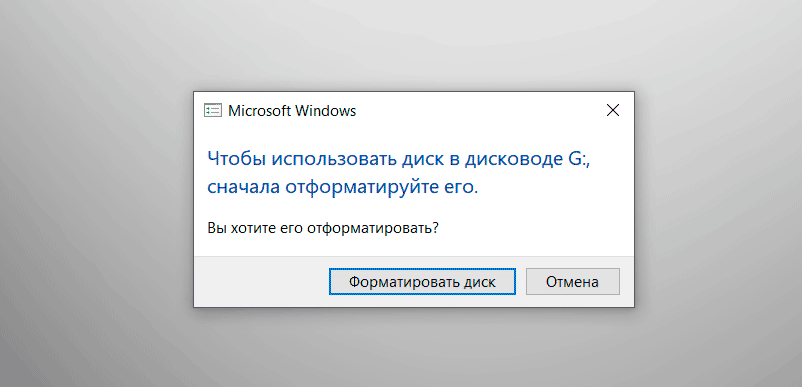 Microsoft Windows
Чтобы использовать диск в дисководе G:,
сначала отформатируйте его.
Вы хотите его отформатировать?
Форматировать диск
Отмена